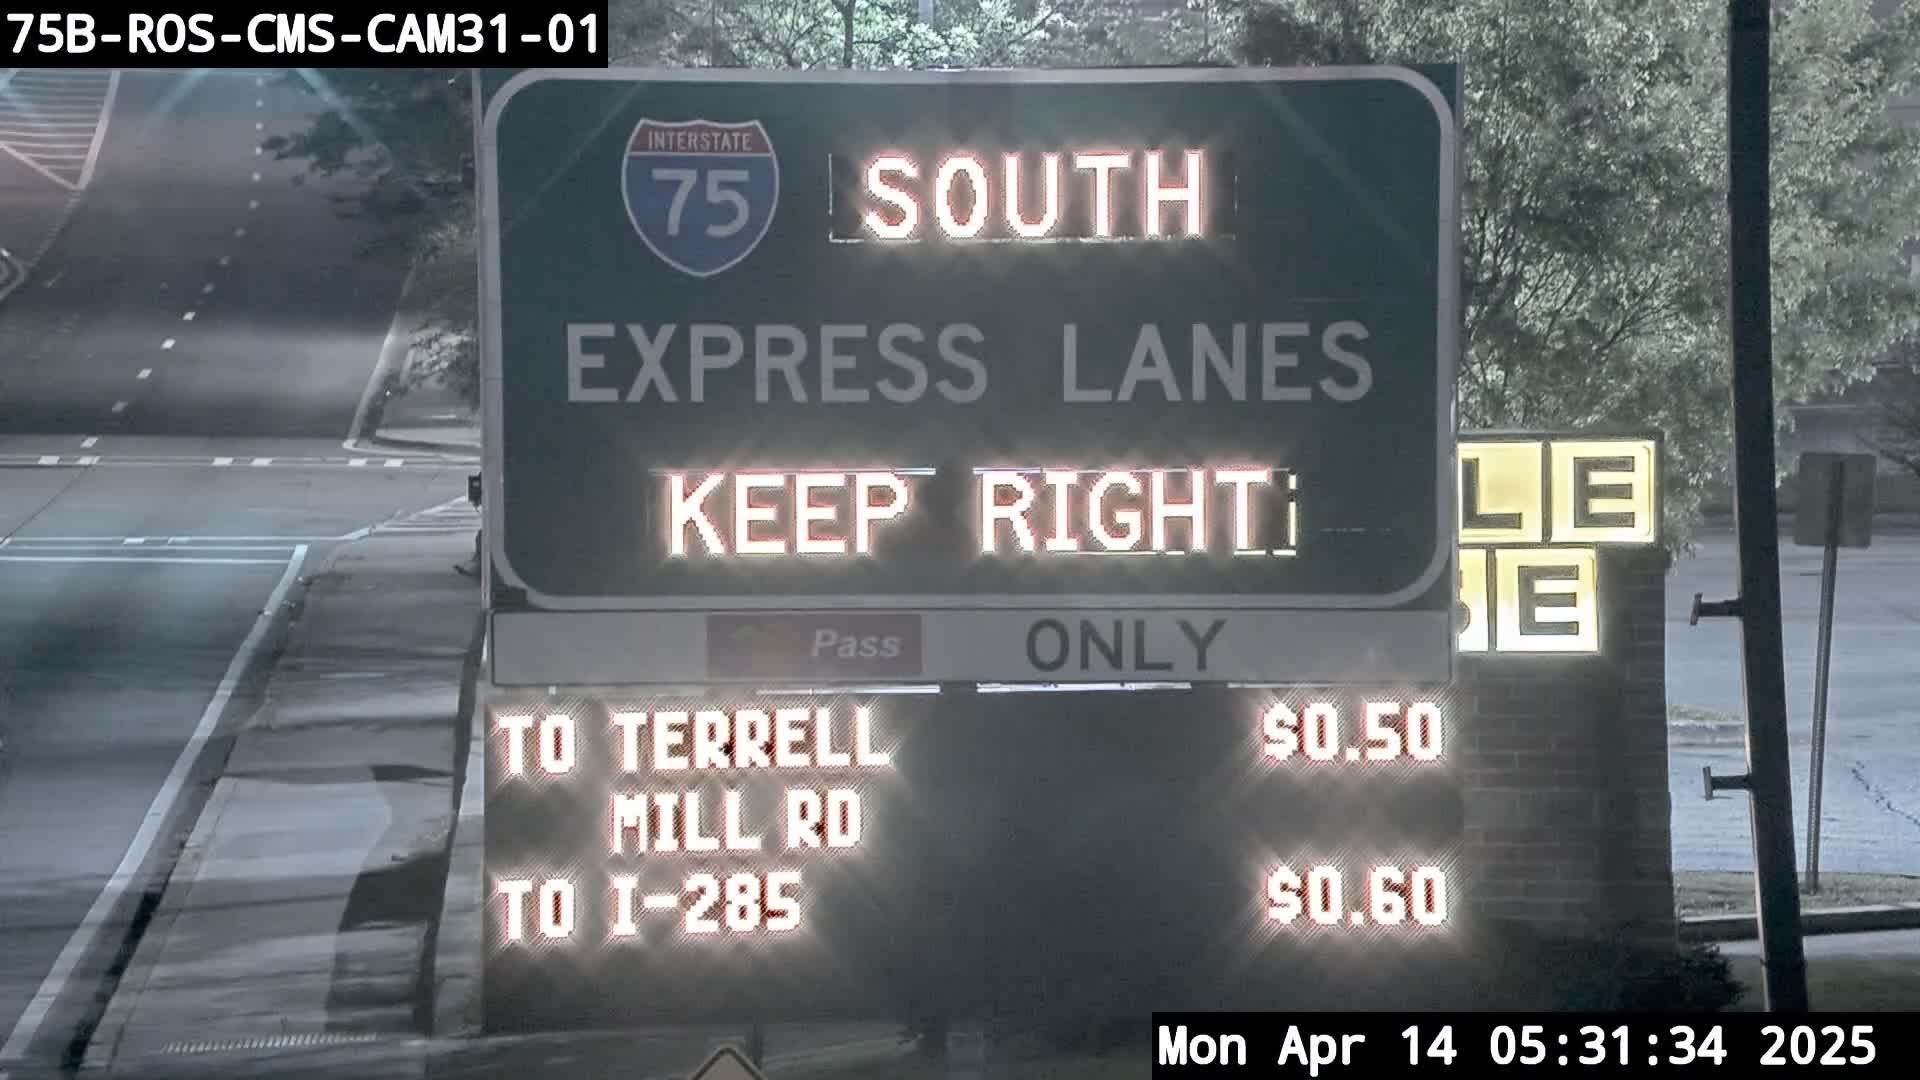 75B-ROS-CMS-CAM31-01
INTERSTATE
75
SOUTH
EXPRESS LANES
KEEP RIGHT
Pass ONLY
TO TERRELL $0.50
MILL RD
TO I-285 $0.60
LE
E
Mon Apr 14 05:31:34 2025